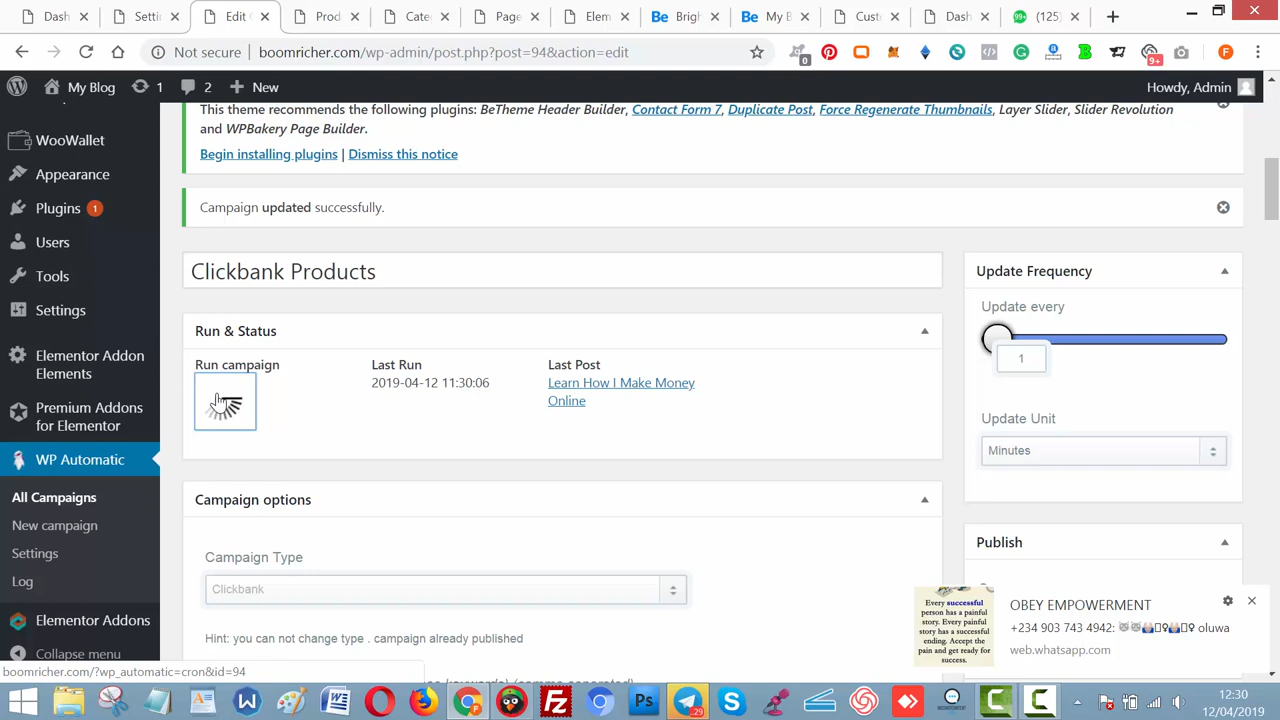 Dash
Setti
Edit
Prod
Cate
Page
Elem
Be Brigh
Be My B
Cust
Dash
99+ (125)
Not secure | boomricher.com/wp-admin/post.php?post=94&action=edit
0
9+
F
My Blog 1 2 + New
Howdy, Admin
This theme recommends the following plugins: BeTheme Header Builder, Contact Form 7, Duplicate Post, Force Regenerate Thumbnails, Layer Slider, Slider Revolution
and WPBakery Page Builder.
Begin installing plugins | Dismiss this notice
Campaign updated successfully.
WooWallet
Appearance
Plugins 1
Users
Tools
Settings
Elementor Addon
Elements
Premium Addons
for Elementor
WP Automatic
All Campaigns
New campaign
Settings
Log
Elementor Addons
Collapse menu
Clickbank Products
Run & Status
Run campaign
Last Run
2019-04-12 11:30:06
Last Post
Learn How I Make Money
Online
Campaign options
Campaign Type
Clickbank
Hint: you can not change type . campaign already published
Update Frequency
Update every
1
Update Unit
Minutes
Publish
Every successful
person has a painful
story. Every painful
story has a successful
ending. Accept the
pain and get ready for
success.
OBEY EMPOWERMENT
+234 903 743 4942: oluwa
web.whatsapp.com
boomricher.com/?wp_automatic=cron&id=94
29
12:30
12/04/2019